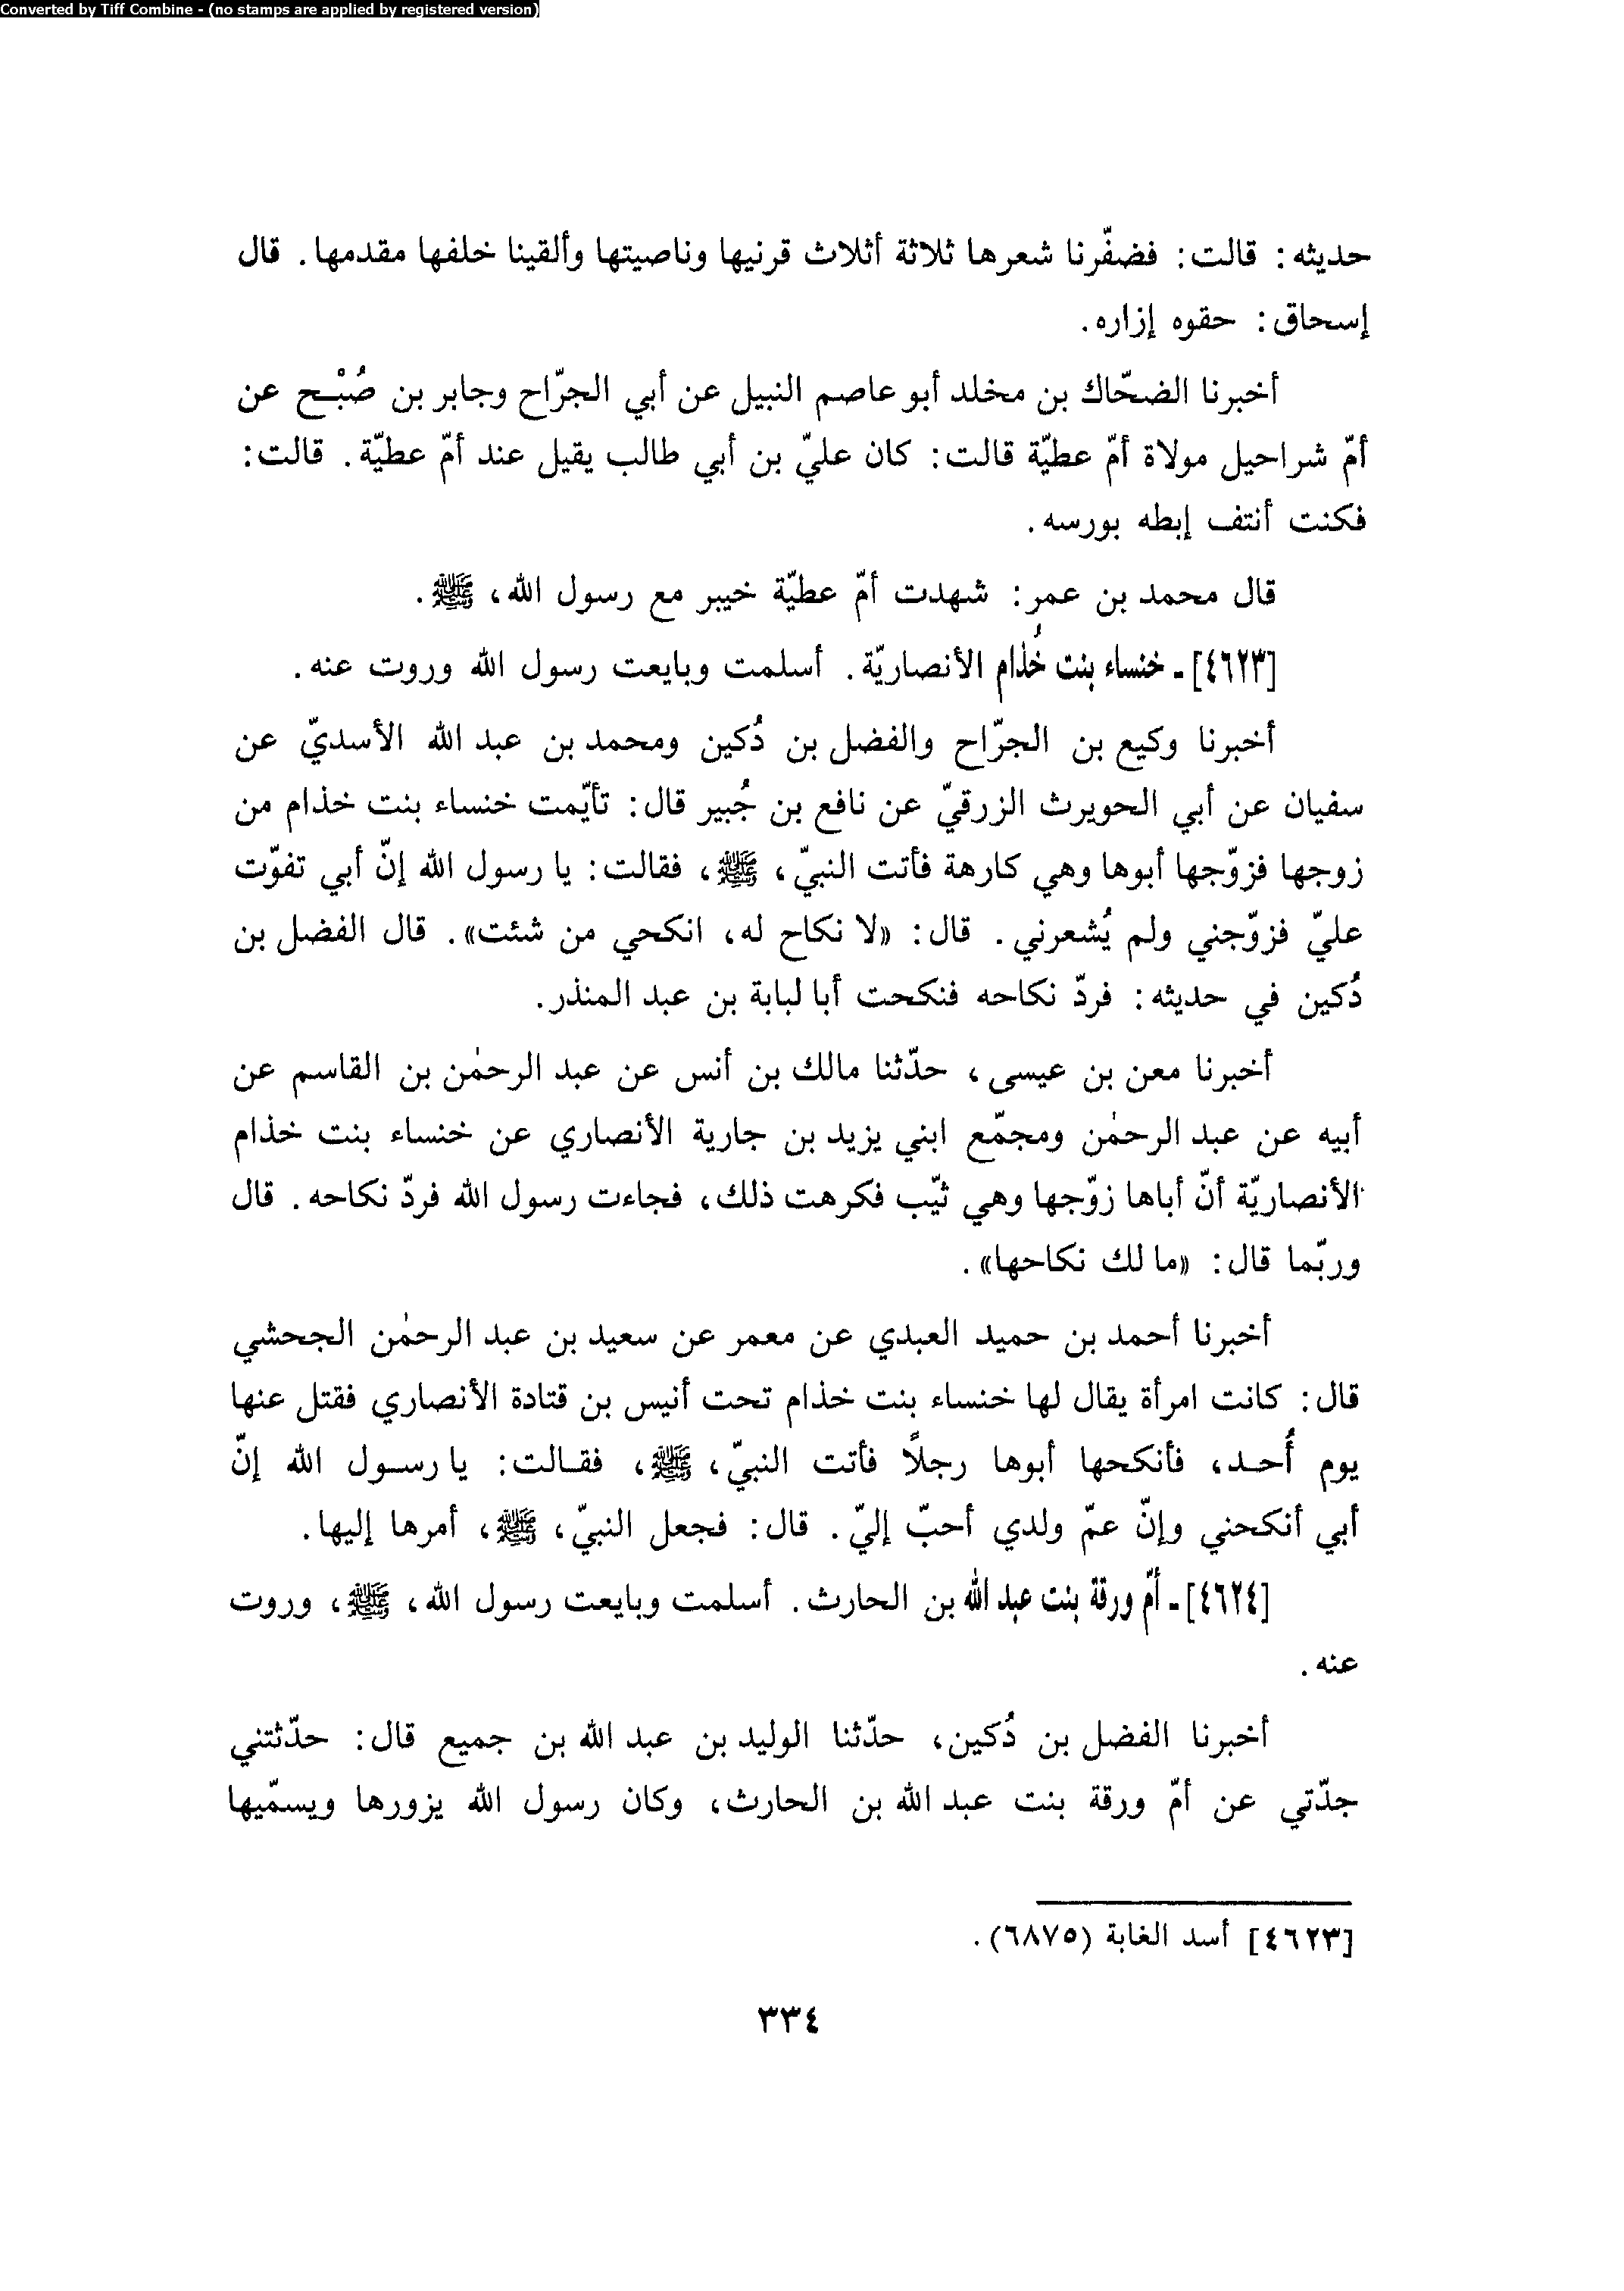 Converted by Tiff Combine - (no stamps are applied by registered version)
حديثه: قالت: فضفّرنا شعرها ثلاثة أثلاث قرنيها وناصيتها وألقينا خلفها مقدمها. قال
إسحاق: حقوه إزاره.
أخبرنا الضحّاك بن مخلد أبو عاصم النبيل عن أبي الجرّاح وجابر بن صُبْح عن
أمّ شراحيل مولاة أمّ عطيّة قالت: كان عليّ بن أبي طالب يقيل عند أمّ عطيّة. قالت:
فكنت أنتف إبطه بورسه.
قال محمد بن عمر: شهدت أمّ عطيّة خيبر مع رسول الله، ﷺ.
[٤٦٢٣] ـ خنساء بنت خُذام الأنصاريّة. أسلمت وبايعت رسول الله وروت عنه.
أخبرنا وكيع بن الجرّاح والفضل بن دُكين ومحمد بن عبد الله الأسديّ عن
سفيان عن أبي الحويرث الزرقيّ عن نافع بن جُبير قال: تأيّمت خنساء بنت خذام من
زوجها فزوّجها أبوها وهي كارهة فأتت النبيّ، ﷺ، فقالت: يا رسول الله إنّ أبي تفوّت
عليّ فزوّجني ولم يُشعرني. قال: «لا نكاح له، انكحي من شئت». قال الفضل بن
دُكين في حديثه: فردّ نكاحه فنكحت أبا لبابة بن عبد المنذر.
أخبرنا معن بن عيسى، حدّثنا مالك بن أنس عن عبد الرحمٰن بن القاسم عن
أبيه عن عبد الرحمٰن ومجمّع ابني يزيد بن جارية الأنصاري عن خنساء بنت خذام
الأنصاريّة أنّ أباها زوّجها وهي ثيّب فكرهت ذلك، فجاءت رسول الله فردّ نكاحه. قال
وربّما قال: «ما لك نكاحها».
أخبرنا أحمد بن حميد العبدي عن معمر عن سعيد بن عبد الرحمٰن الجحشي
قال: كانت امرأة يقال لها خنساء بنت خذام تحت أنيس بن قتادة الأنصاري فقتل عنها
يوم أُحد، فأنكحها أبوها رجلًا فأتت النبيّ، ﷺ، فقالت: يا رسول الله إنّ
أبي أنكحني وإنّ عمّ ولدي أحبّ إليّ. قال: فجعل النبيّ، ﷺ، أمرها إليها.
[٤٦٢٤] ـ أمّ ورقة بنت عبد الله بن الحارث. أسلمت وبايعت رسول الله، ﷺ، وروت
عنه.
أخبرنا الفضل بن دُكين، حدّثنا الوليد بن عبد الله بن جميع قال: حدّثتني
جدّتي عن أمّ ورقة بنت عبد الله بن الحارث، وكان رسول الله يزورها ويسمّيها
[٤٦٢٣] أسد الغابة (٦٨٧٥).
٣٣٤